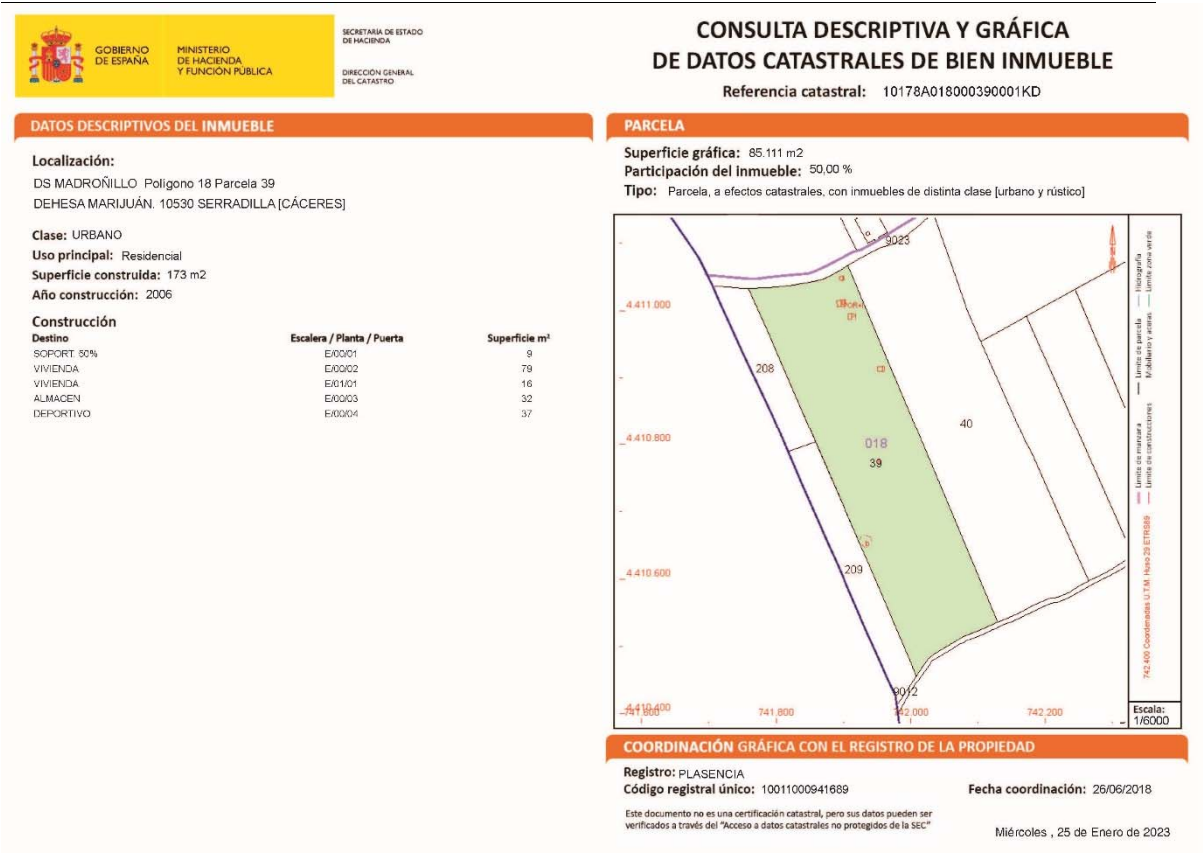 GOBIERNO
DE ESPAÑA
MINISTERIO
DE HACIENDA
Y FUNCIÓN PÚBLICA
SECRETARÍA DE ESTADO
DE HACIENDA
DIRECCIÓN GENERAL
DEL CATASTRO
CONSULTA DESCRIPTIVA Y GRÁFICA
DE DATOS CATASTRALES DE BIEN INMUEBLE
Referencia catastral: 10178A018000390001KD
DATOS DESCRIPTIVOS DEL INMUEBLE
Localización:
DS MADROÑILLO Polígono 18 Parcela 39
DEHESA MARIJUÁN. 10530 SERRADILLA [CÁCERES]
Clase: URBANO
Uso principal: Residencial
Superficie construida: 173 m2
Año construcción: 2006
Construcción
Destino Escalera / Planta / Puerta Superficie m²
SOPORT. 50% E/00/01 9
VIVIENDA E/00/02 79
VIVIENDA E/01/01 16
ALMACEN E/00/03 32
DEPORTIVO E/00/04 37
PARCELA
Superficie gráfica: 85.111 m2
Participación del inmueble: 50,00 %
Tipo: Parcela, a efectos catastrales, con inmuebles de distinta clase [urbano y rústico]
9023
4.411.000
208
4.410.800
018
39
40
4.410.600
209
9012
4.410.400
741.600
741.800
742.000
742.200
Límite de manzana
Límite de parcela
Hidrografía
Límite de construcciones
Mobiliario y aceras
Límite zona verde
742.400 Coordenadas U.T.M. Huso 29 ETRS89
Escala:
1/6000
COORDINACIÓN GRÁFICA CON EL REGISTRO DE LA PROPIEDAD
Registro: PLASENCIA
Código registral único: 10011000941689
Fecha coordinación: 26/06/2018
Este documento no es una certificación catastral, pero sus datos pueden ser
verificados a través del "Acceso a datos catastrales no protegidos de la SEC"
Miércoles , 25 de Enero de 2023